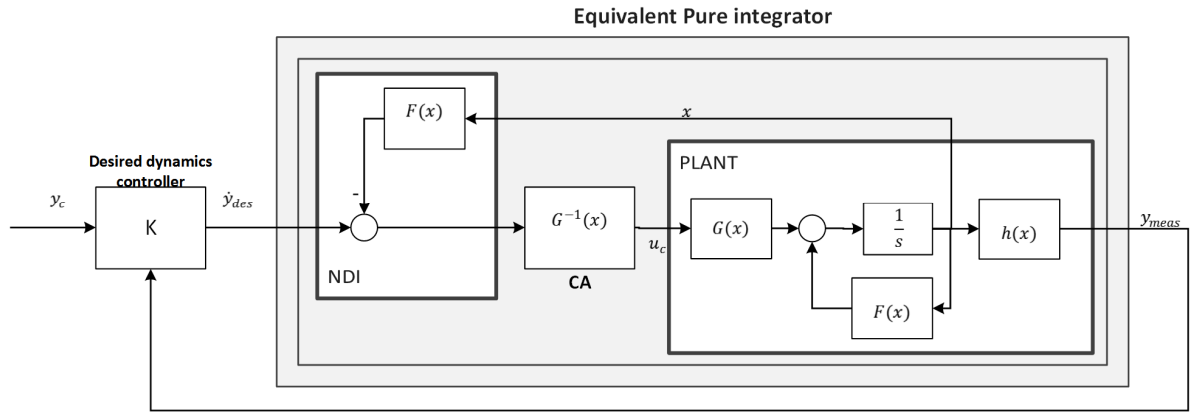 Equivalent Pure integrator
F(x)
x
Desired dynamics
controller
PLANT
y_c
ẏ_des
K
-
G⁻¹(x)
u_c
G(x)
1/s
h(x)
y_meas
NDI
CA
F(x)